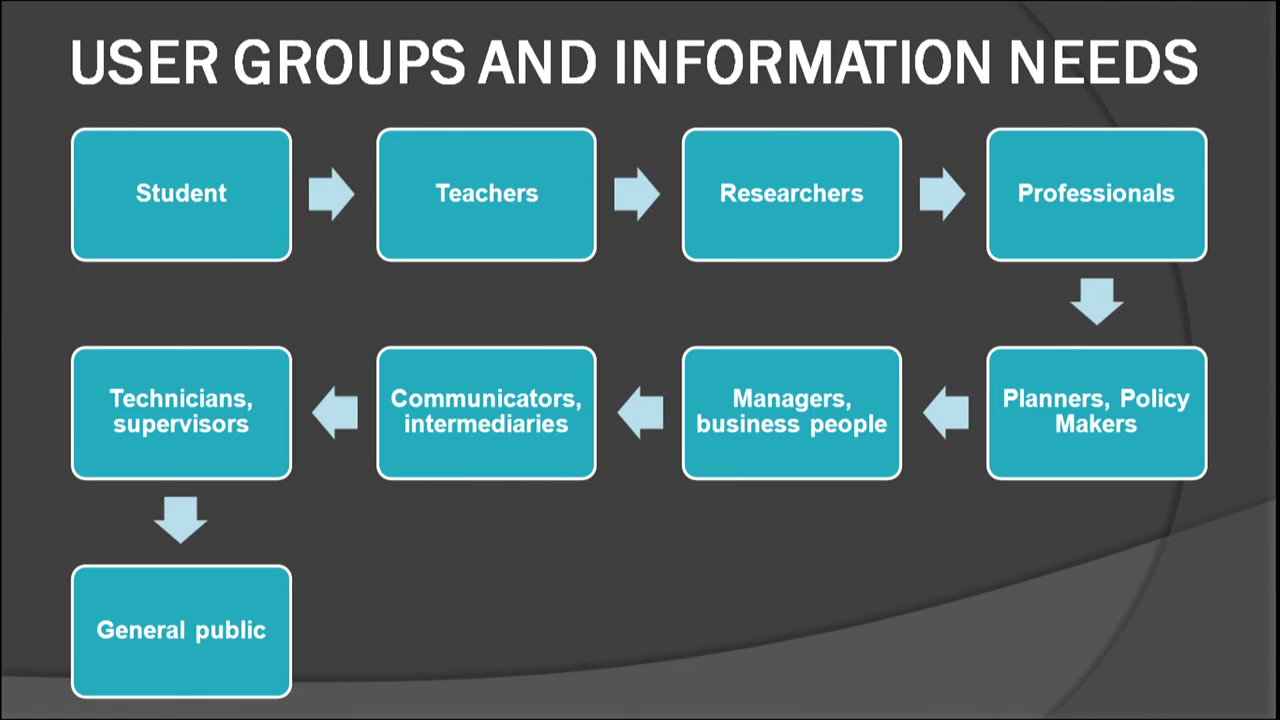 USER GROUPS AND INFORMATION NEEDS
Student
Teachers
Researchers
Professionals
Planners, Policy
Makers
Managers,
business people
Communicators,
intermediaries
Technicians,
supervisors
General public